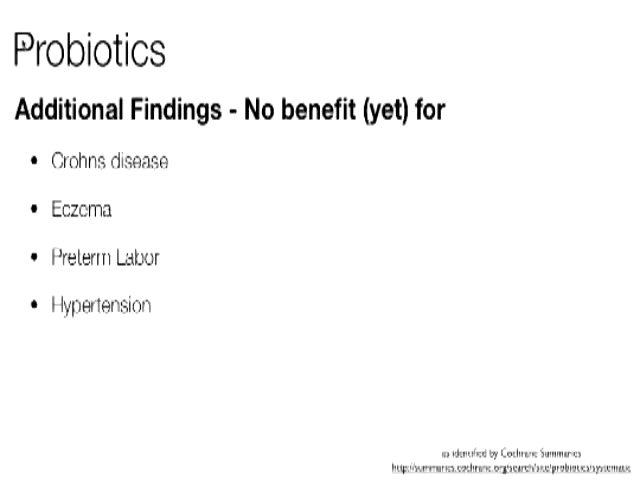 Probiotics
Additional Findings - No benefit (yet) for
• Crohns disease
• Eczema
• Preterm Labor
• Hypertension
as identified by Cochrane Summaries
http://summaries.cochrane.org/search/site/probiotics/systematic